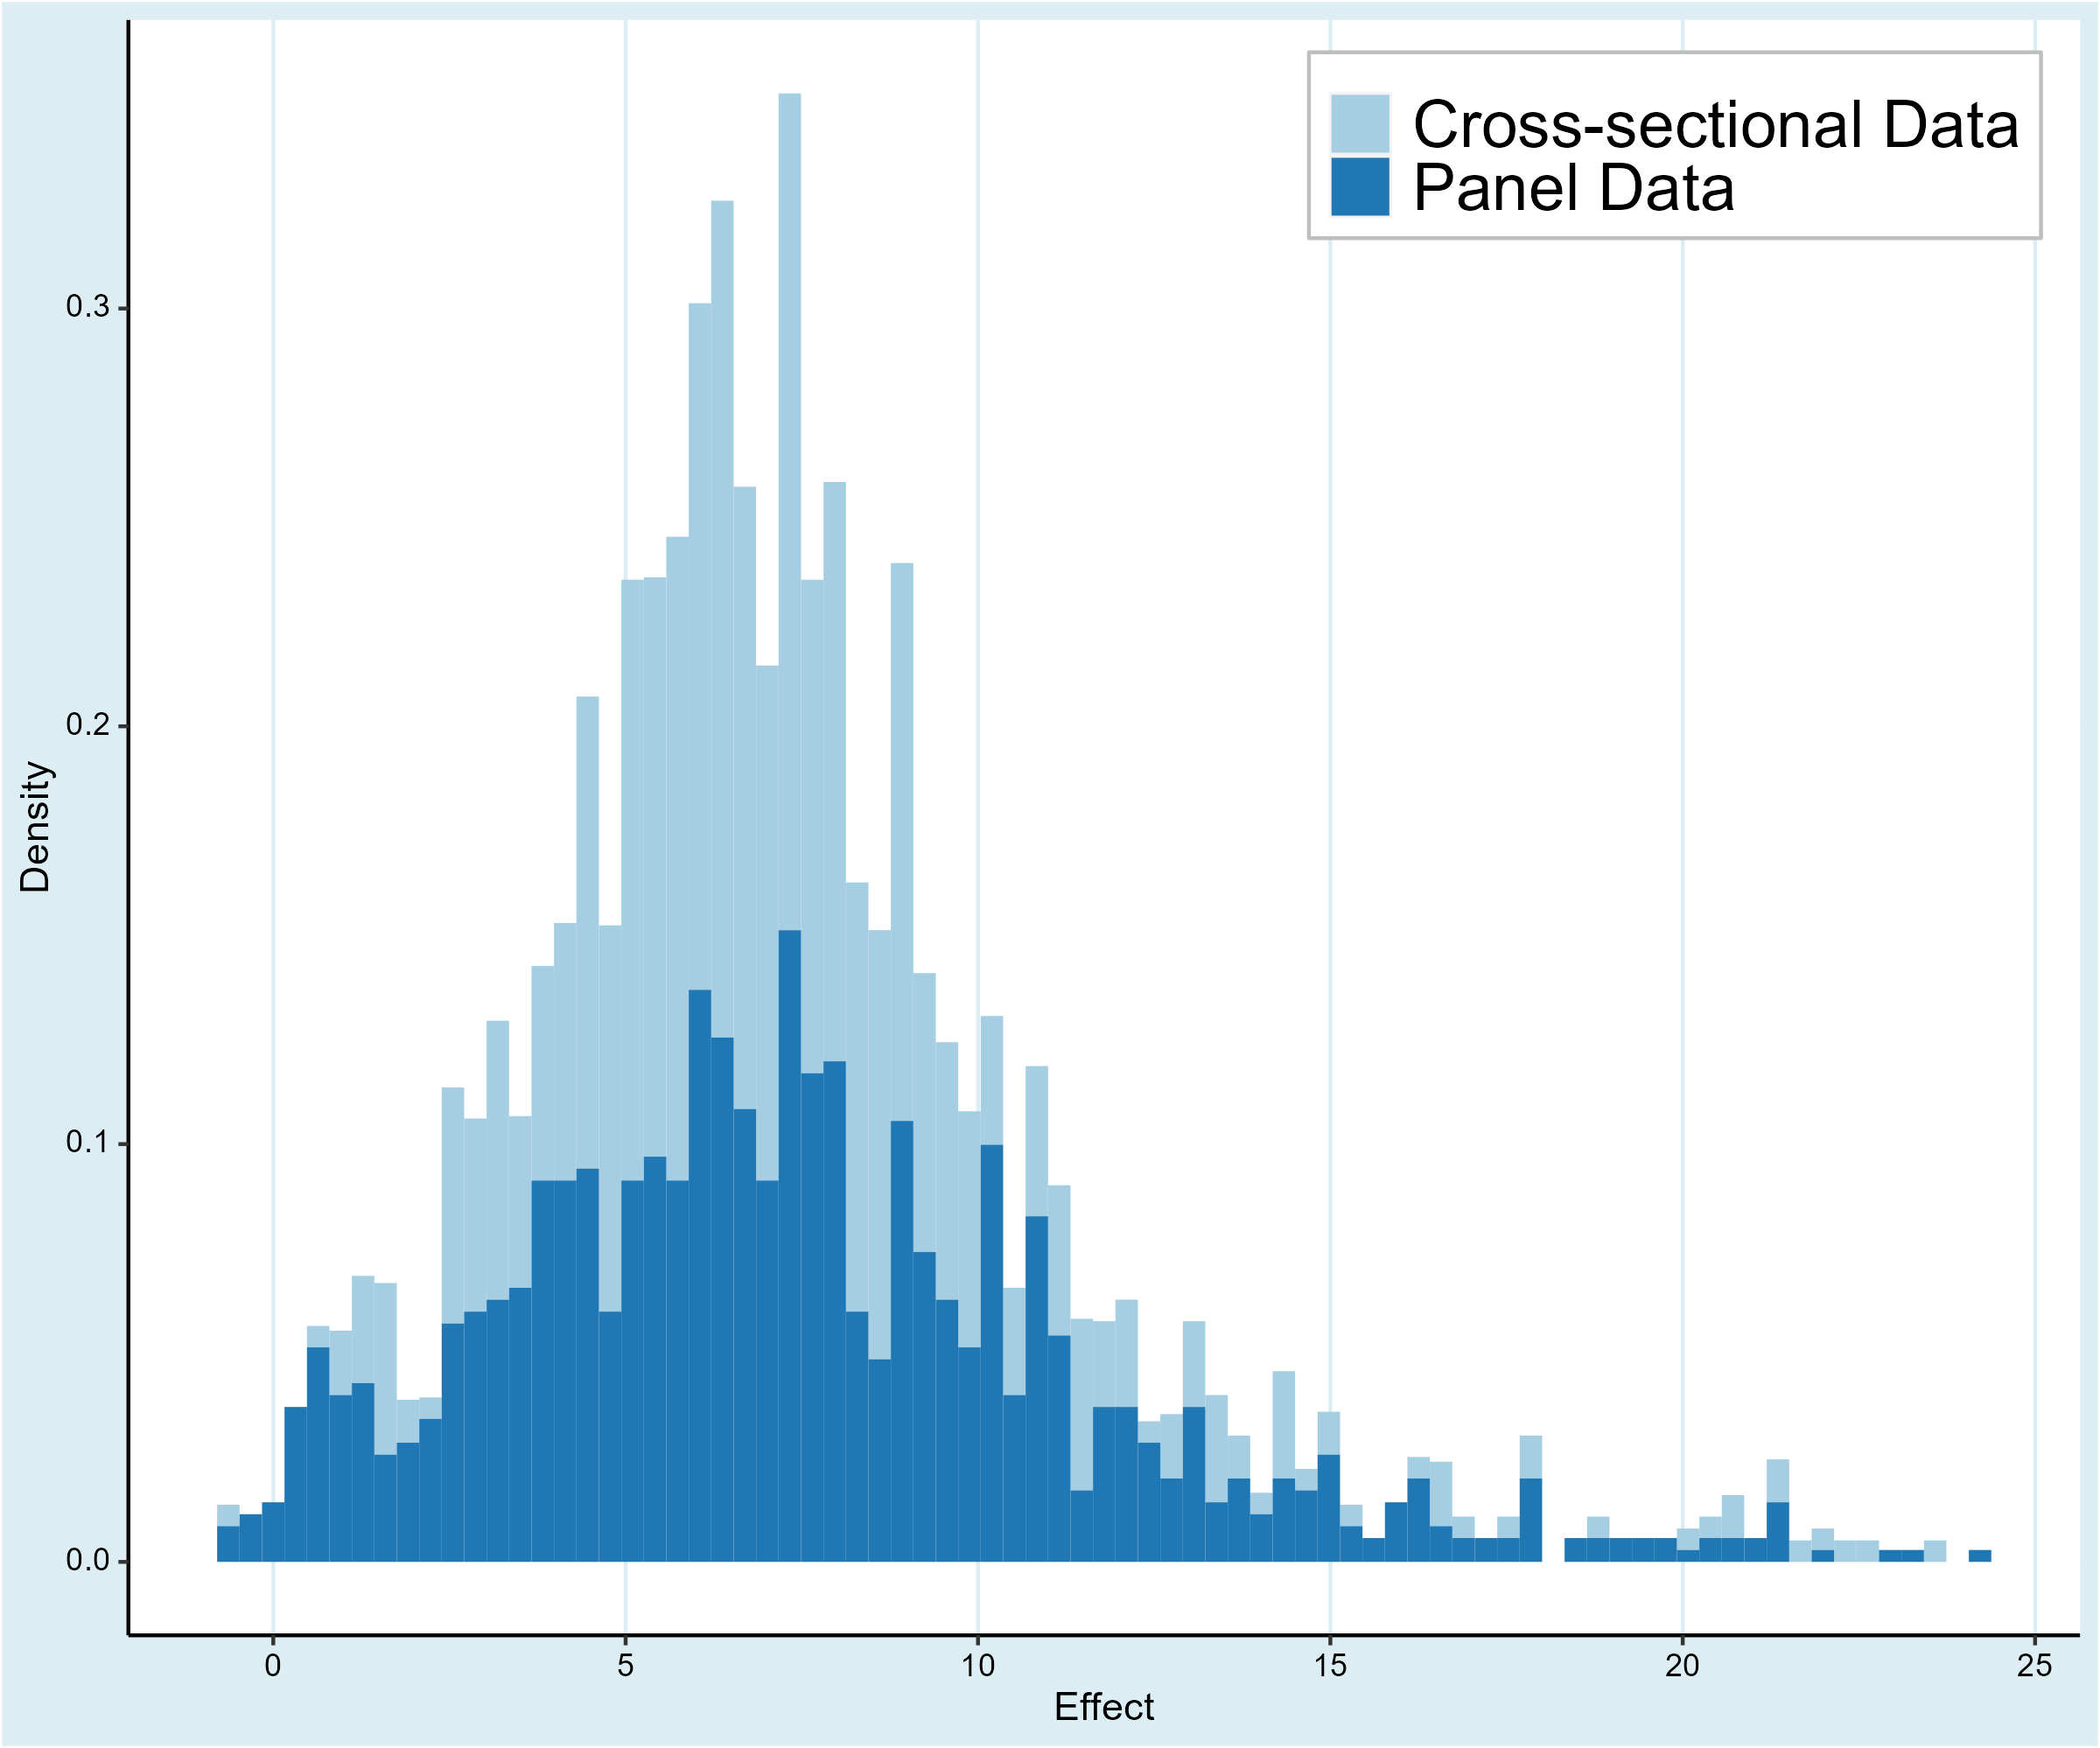 Cross-sectional Data
Panel Data
0.3
0.2
0.1
0.0
Density
0 5 10 15 20 25
Effect